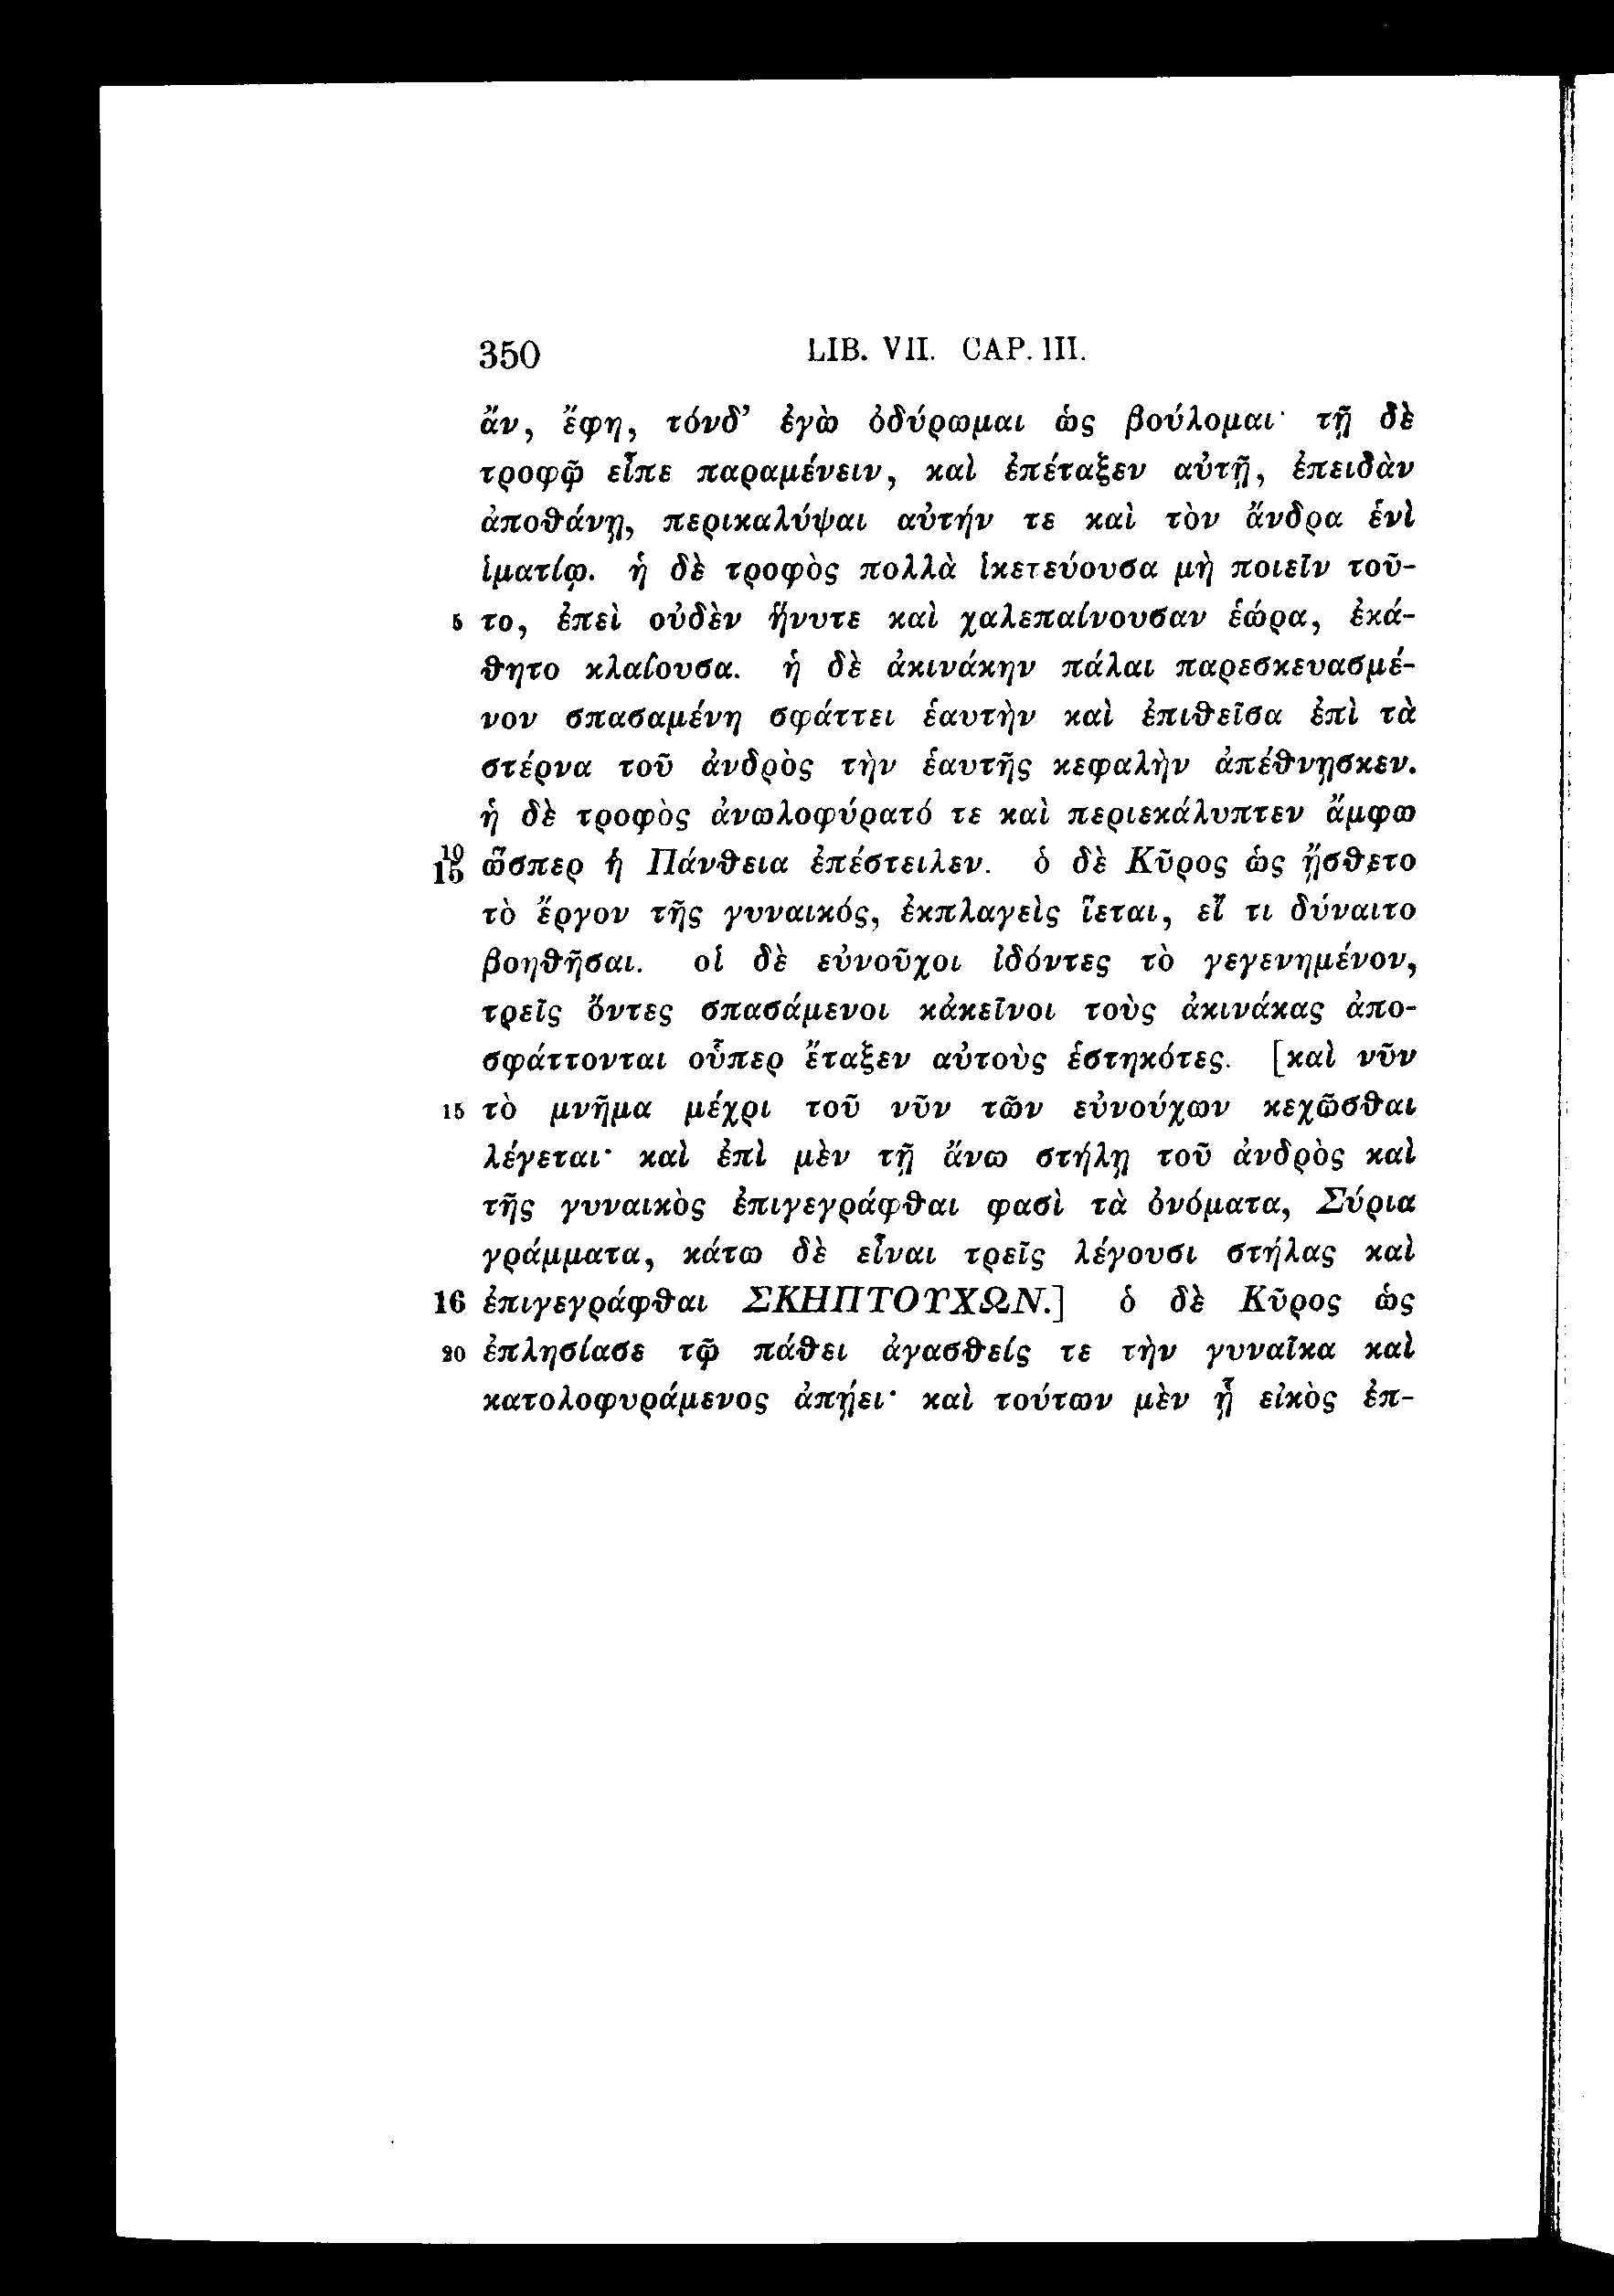 350 LIB. VII. CAP. III.
ἄν, ἔφη, τόνδ’ ἐγὼ ὀδύρωμαι ὡς βούλομαι· τῇ δὲ
τροφῷ εἶπε παραμένειν, καὶ ἐπέταξεν αὐτῇ, ἐπειδὰν
ἀποθάνῃ, περικαλύψαι αὐτήν τε καὶ τὸν ἄνδρα ἑνὶ
ἱματίῳ. ἡ δὲ τροφὸς πολλὰ ἱκετεύουσα μὴ ποιεῖν τοῦ-
5 το, ἐπεὶ οὐδὲν ἥνυτε καὶ χαλεπαίνουσαν ἑώρα, ἐκά-
θητο κλαίουσα. ἡ δὲ ἀκινάκην πάλαι παρεσκευασμέ-
νον σπασαμένη σφάττει ἑαυτὴν καὶ ἐπιθεῖσα ἐπὶ τὰ
στέρνα τοῦ ἀνδρὸς τὴν ἑαυτῆς κεφαλὴν ἀπέθνῃσκεν.
ἡ δὲ τροφὸς ἀνωλοφύρατό τε καὶ περιεκάλυπτεν ἄμφω
10 15 ὥσπερ ἡ Πάνθεια ἐπέστειλεν. ὁ δὲ Κῦρος ὡς ᾔσθετο
τὸ ἔργον τῆς γυναικός, ἐκπλαγεὶς ἵεται, εἴ τι δύναιτο
βοηθῆσαι. οἱ δὲ εὐνοῦχοι ἰδόντες τὸ γεγενημένον,
τρεῖς ὄντες σπασάμενοι κἀκεῖνοι τοὺς ἀκινάκας ἀπο-
σφάττονται οὗπερ ἔταξεν αὐτοὺς ἑστηκότες. [καὶ νῦν
15 τὸ μνῆμα μέχρι τοῦ νῦν τῶν εὐνούχων κεχῶσθαι
λέγεται· καὶ ἐπὶ μὲν τῇ ἄνω στήλῃ τοῦ ἀνδρὸς καὶ
τῆς γυναικὸς ἐπιγεγράφθαι φασὶ τὰ ὀνόματα, Σύρια
γράμματα, κάτω δὲ εἶναι τρεῖς λέγουσι στήλας καὶ
16 ἐπιγεγράφθαι ΣΚΗΠΤΟΥΧΩΝ.] ὁ δὲ Κῦρος ὡς
20 ἐπλησίασε τῷ πάθει ἀγασθείς τε τὴν γυναῖκα καὶ
κατολοφυράμενος ἀπῄει· καὶ τούτων μὲν ᾗ εἰκὸς ἐπ-